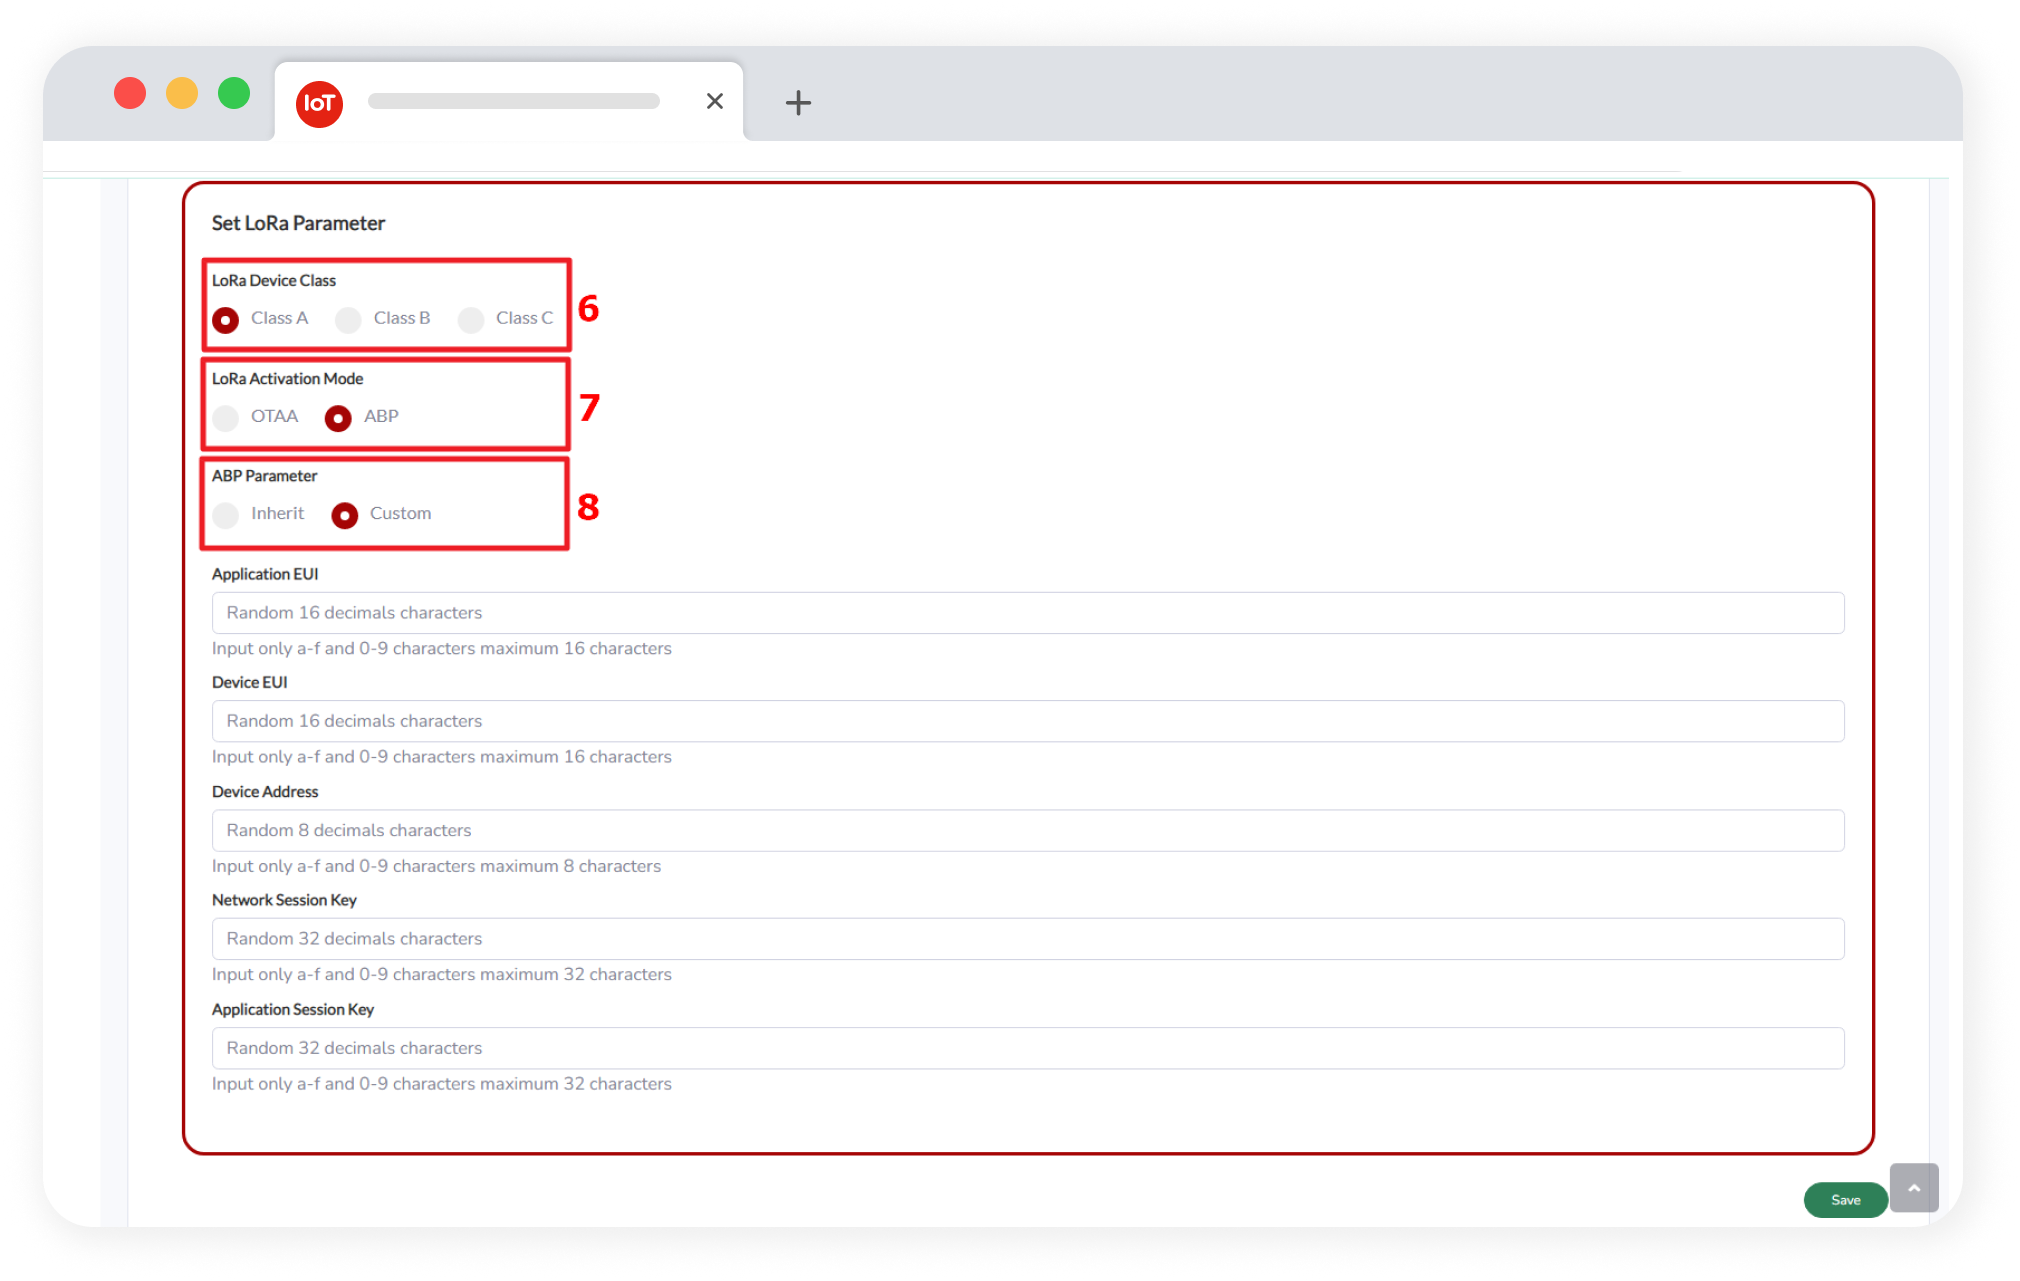 IoT
Set LoRa Parameter
LoRa Device Class
Class A Class B Class C 6
LoRa Activation Mode
OTAA ABP 7
ABP Parameter
Inherit Custom 8
Application EUI
Random 16 decimals characters
Input only a-f and 0-9 characters maximum 16 characters
Device EUI
Random 16 decimals characters
Input only a-f and 0-9 characters maximum 16 characters
Device Address
Random 8 decimals characters
Input only a-f and 0-9 characters maximum 8 characters
Network Session Key
Random 32 decimals characters
Input only a-f and 0-9 characters maximum 32 characters
Application Session Key
Random 32 decimals characters
Input only a-f and 0-9 characters maximum 32 characters
Save